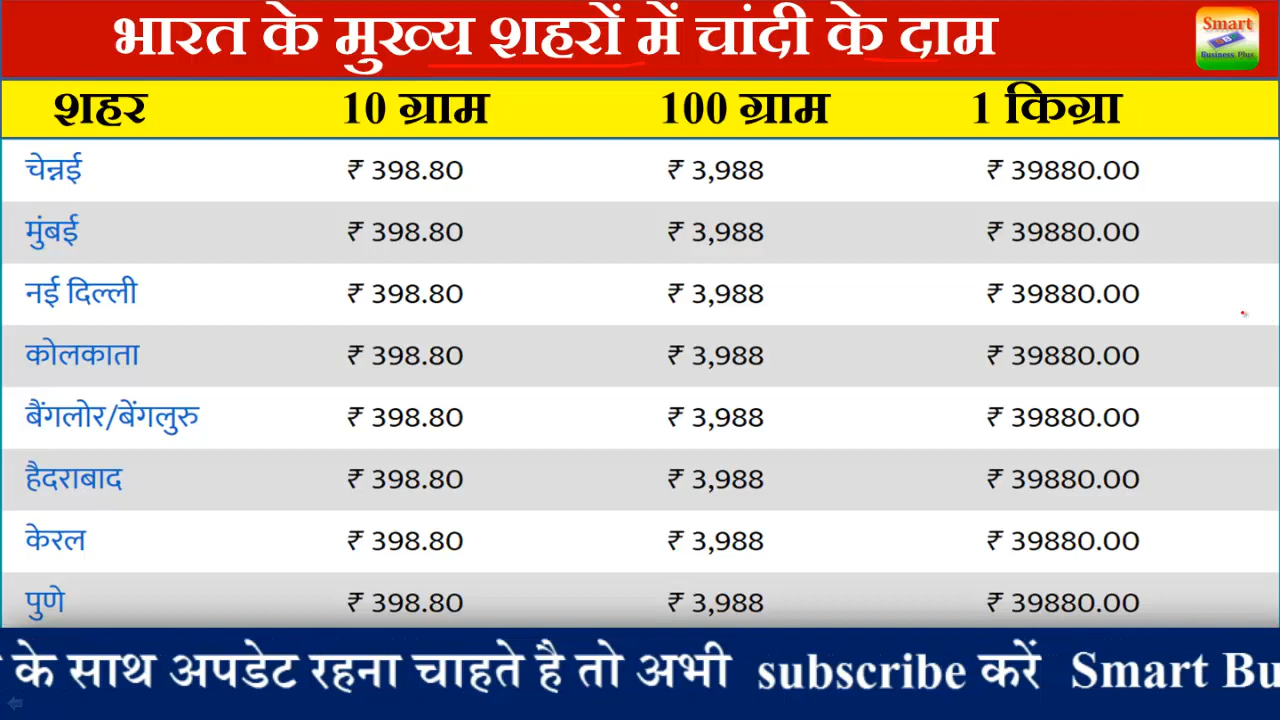 भारत के मुख्य शहरों में चांदी के दाम
Smart
Business Plus
शहर 10 ग्राम 100 ग्राम 1 किग्रा
चेन्नई ₹ 398.80 ₹ 3,988 ₹ 39880.00
मुंबई ₹ 398.80 ₹ 3,988 ₹ 39880.00
नई दिल्ली ₹ 398.80 ₹ 3,988 ₹ 39880.00
कोलकाता ₹ 398.80 ₹ 3,988 ₹ 39880.00
बैंगलोर/बेंगलुरु ₹ 398.80 ₹ 3,988 ₹ 39880.00
हैदराबाद ₹ 398.80 ₹ 3,988 ₹ 39880.00
केरल ₹ 398.80 ₹ 3,988 ₹ 39880.00
पुणे ₹ 398.80 ₹ 3,988 ₹ 39880.00
के साथ अपडेट रहना चाहते है तो अभी subscribe करें Smart Bu